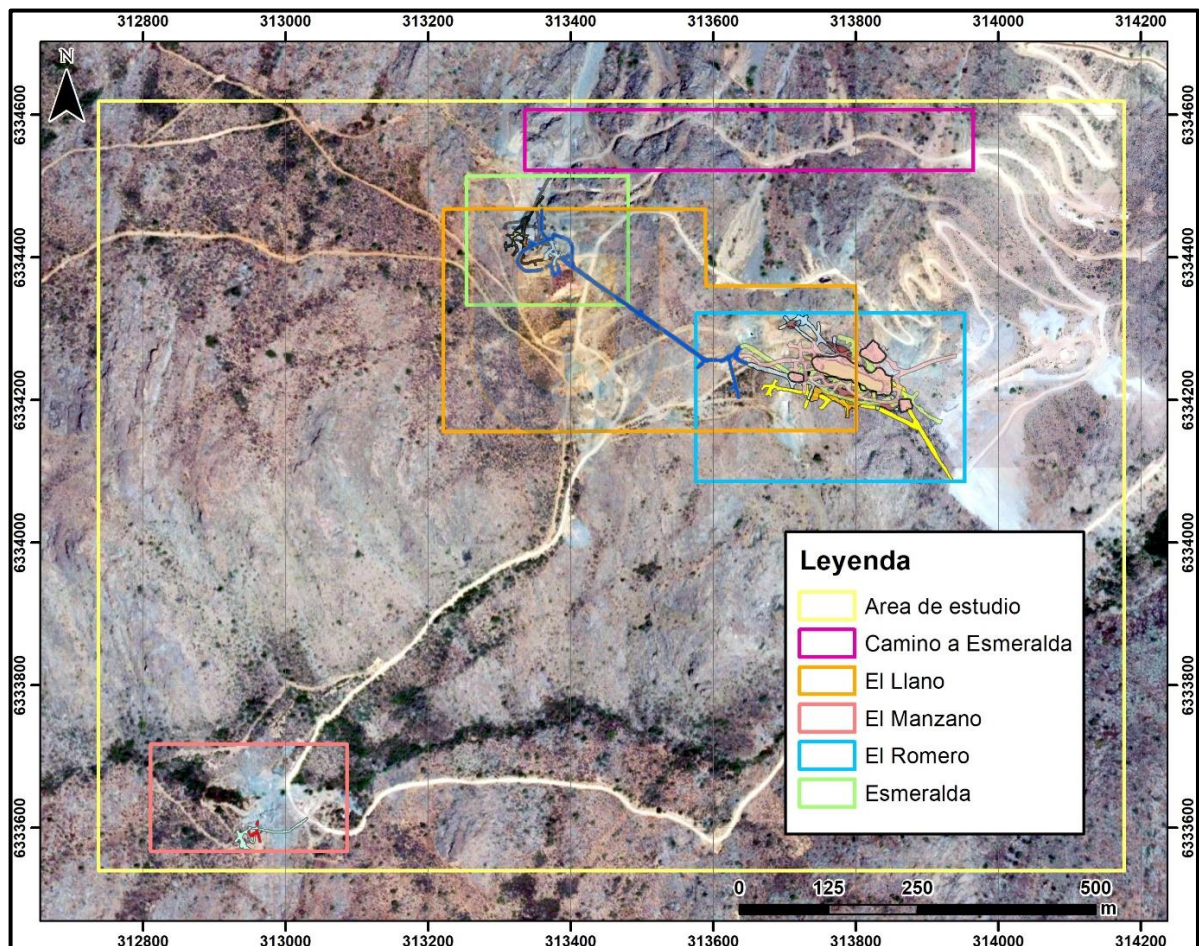 312800 313000 313200 313400 313600 313800 314000 314200
N
6334600 6334600
6334400 6334400
6334200 6334200
6334000 6334000
6333800 6333800
6333600 6333600
Leyenda
Area de estudio
Camino a Esmeralda
El Llano
El Manzano
El Romero
Esmeralda
0 125 250 500
m
312800 313000 313200 313400 313600 313800 314000 314200